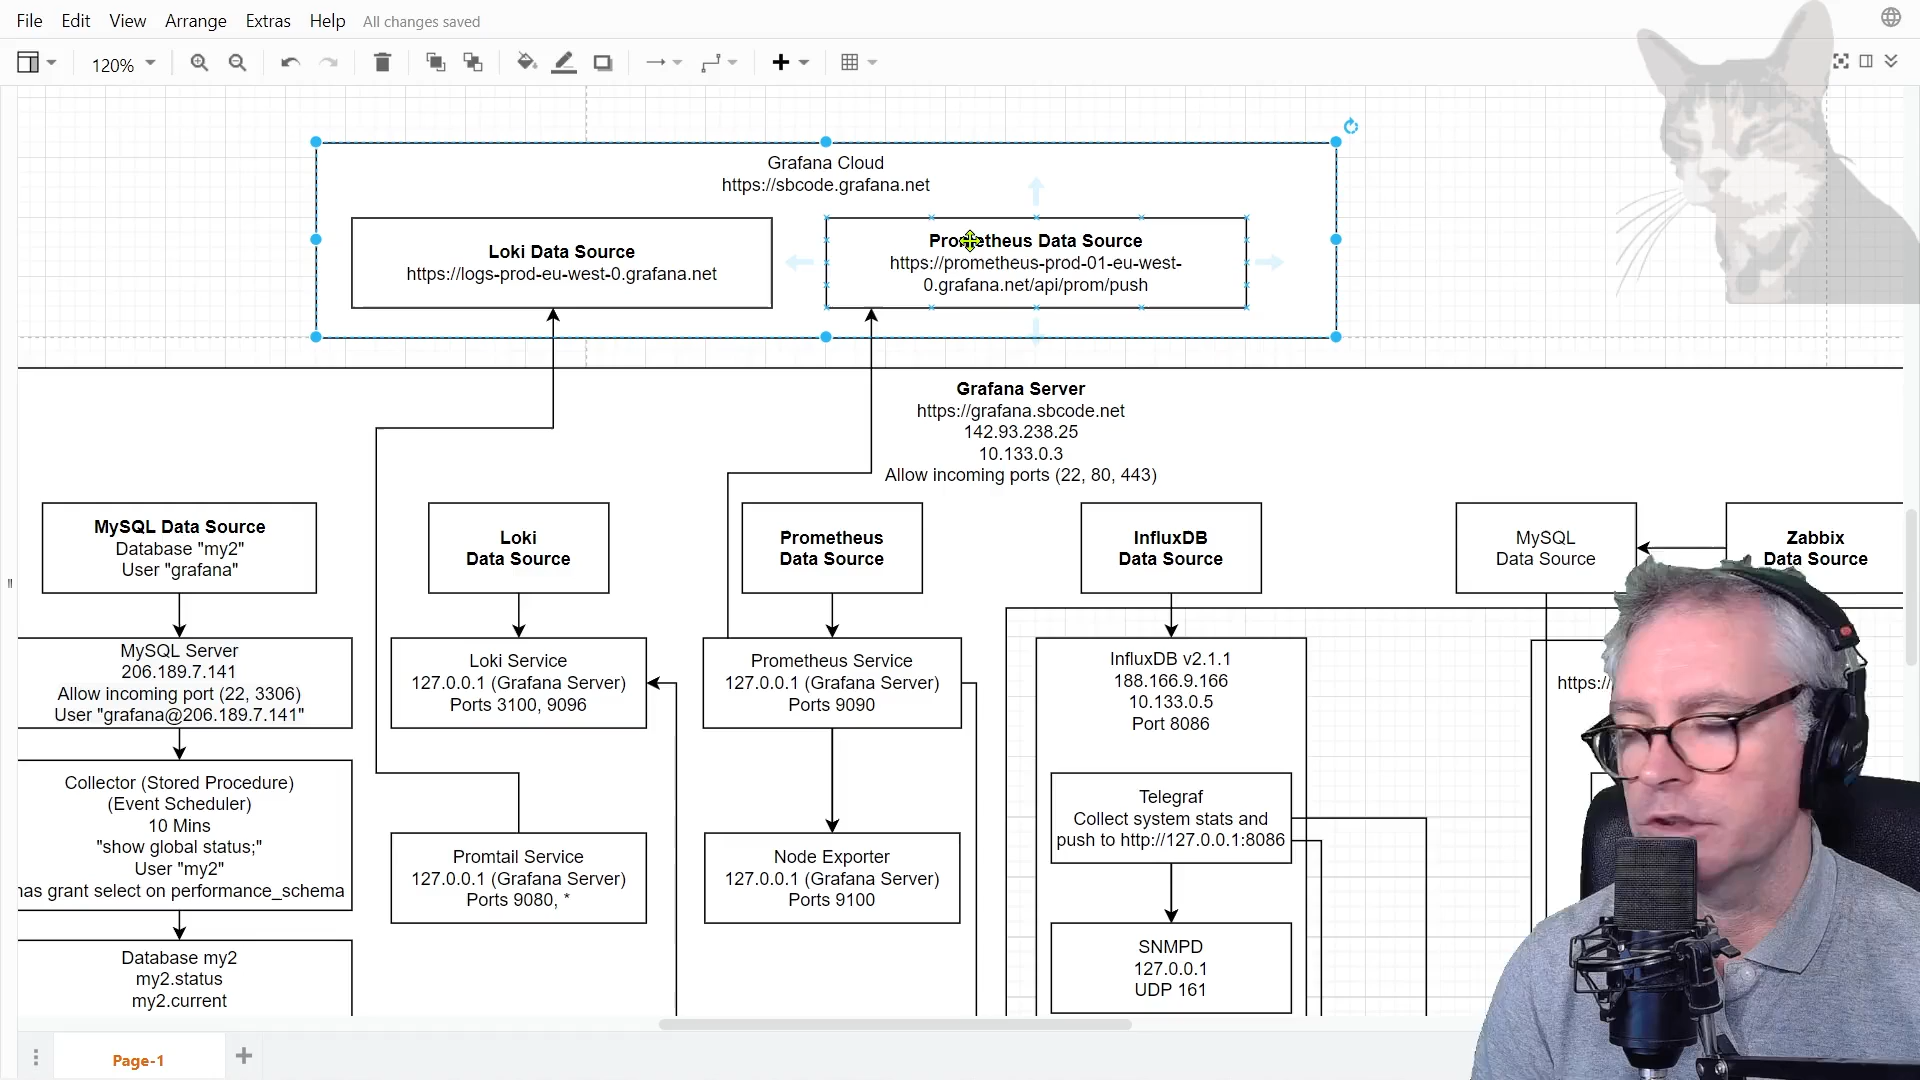 File Edit View Arrange Extras Help All changes saved
120%
Grafana Cloud
https://sbcode.grafana.net
Loki Data Source
https://logs-prod-eu-west-0.grafana.net
Prometheus Data Source
https://prometheus-prod-01-eu-west-
0.grafana.net/api/prom/push
Grafana Server
https://grafana.sbcode.net
142.93.238.25
10.133.0.3
Allow incoming ports (22, 80, 443)
MySQL Data Source
Database "my2"
User "grafana"
Loki
Data Source
Prometheus
Data Source
InfluxDB
Data Source
MySQL
Data Source
Zabbix
Data Source
MySQL Server
206.189.7.141
Allow incoming port (22, 3306)
User "grafana@206.189.7.141"
Loki Service
127.0.0.1 (Grafana Server)
Ports 3100, 9096
Prometheus Service
127.0.0.1 (Grafana Server)
Ports 9090
InfluxDB v2.1.1
188.166.9.166
10.133.0.5
Port 8086
https:/
Collector (Stored Procedure)
(Event Scheduler)
10 Mins
"show global status;"
User "my2"
has grant select on performance_schema
Promtail Service
127.0.0.1 (Grafana Server)
Ports 9080, *
Node Exporter
127.0.0.1 (Grafana Server)
Ports 9100
Telegraf
Collect system stats and
push to http://127.0.0.1:8086
SNMPD
127.0.0.1
UDP 161
Database my2
my2.status
my2.current
Page-1